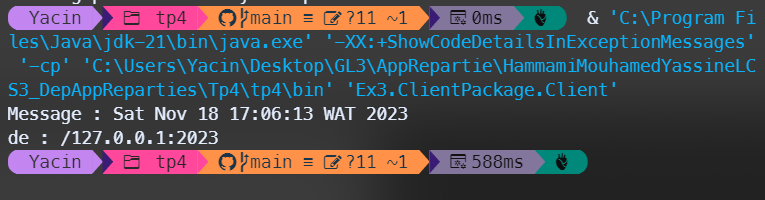 Yacin tp4 main ≡ ?11 ~1 0ms & 'C:\Program Fi
les\Java\jdk-21\bin\java.exe' '-XX:+ShowCodeDetailsInExceptionMessages'
'-cp' 'C:\Users\Yacin\Desktop\GL3\AppRepartie\HammamiMouhamedYassineLC
S3_DepAppReparties\Tp4\tp4\bin' 'Ex3.ClientPackage.Client'
Message : Sat Nov 18 17:06:13 WAT 2023
de : /127.0.0.1:2023
Yacin tp4 main ≡ ?11 ~1 588ms